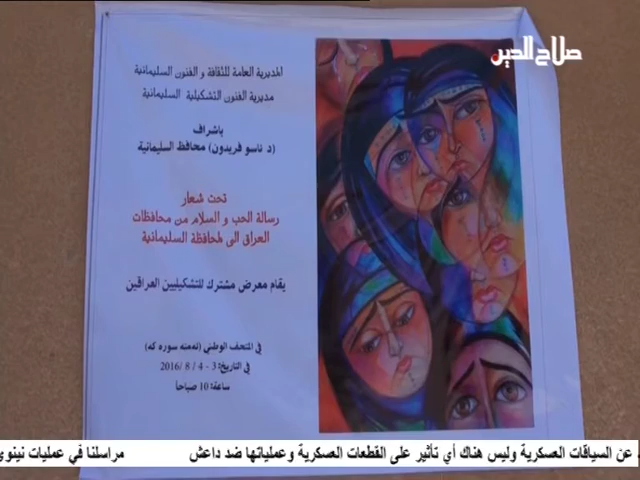 صلاح الدين
المديرية العامة للثقافة و الفنون السليمانية
مديرية الفنون التشكيلية السليمانية
باشراف
(د ئاسو فريدون) محافظ السليمانية
تحت شعار
رسالة الحب و السلام من محافظات
العراق الى لمحافظة السليمانية
يقام معرض مشترك للتشكيليين العراقين
في المتحف الوطني (ئەمنە سورە كە)
في التاريخ: 3 - 4 / 8 / 2016
ساعة: 10 صباحاً
عن السياقات العسكرية وليس هناك أي تأثير على القطعات العسكرية وعملياتها ضد داعش
مراسلنا في عمليات نينوى